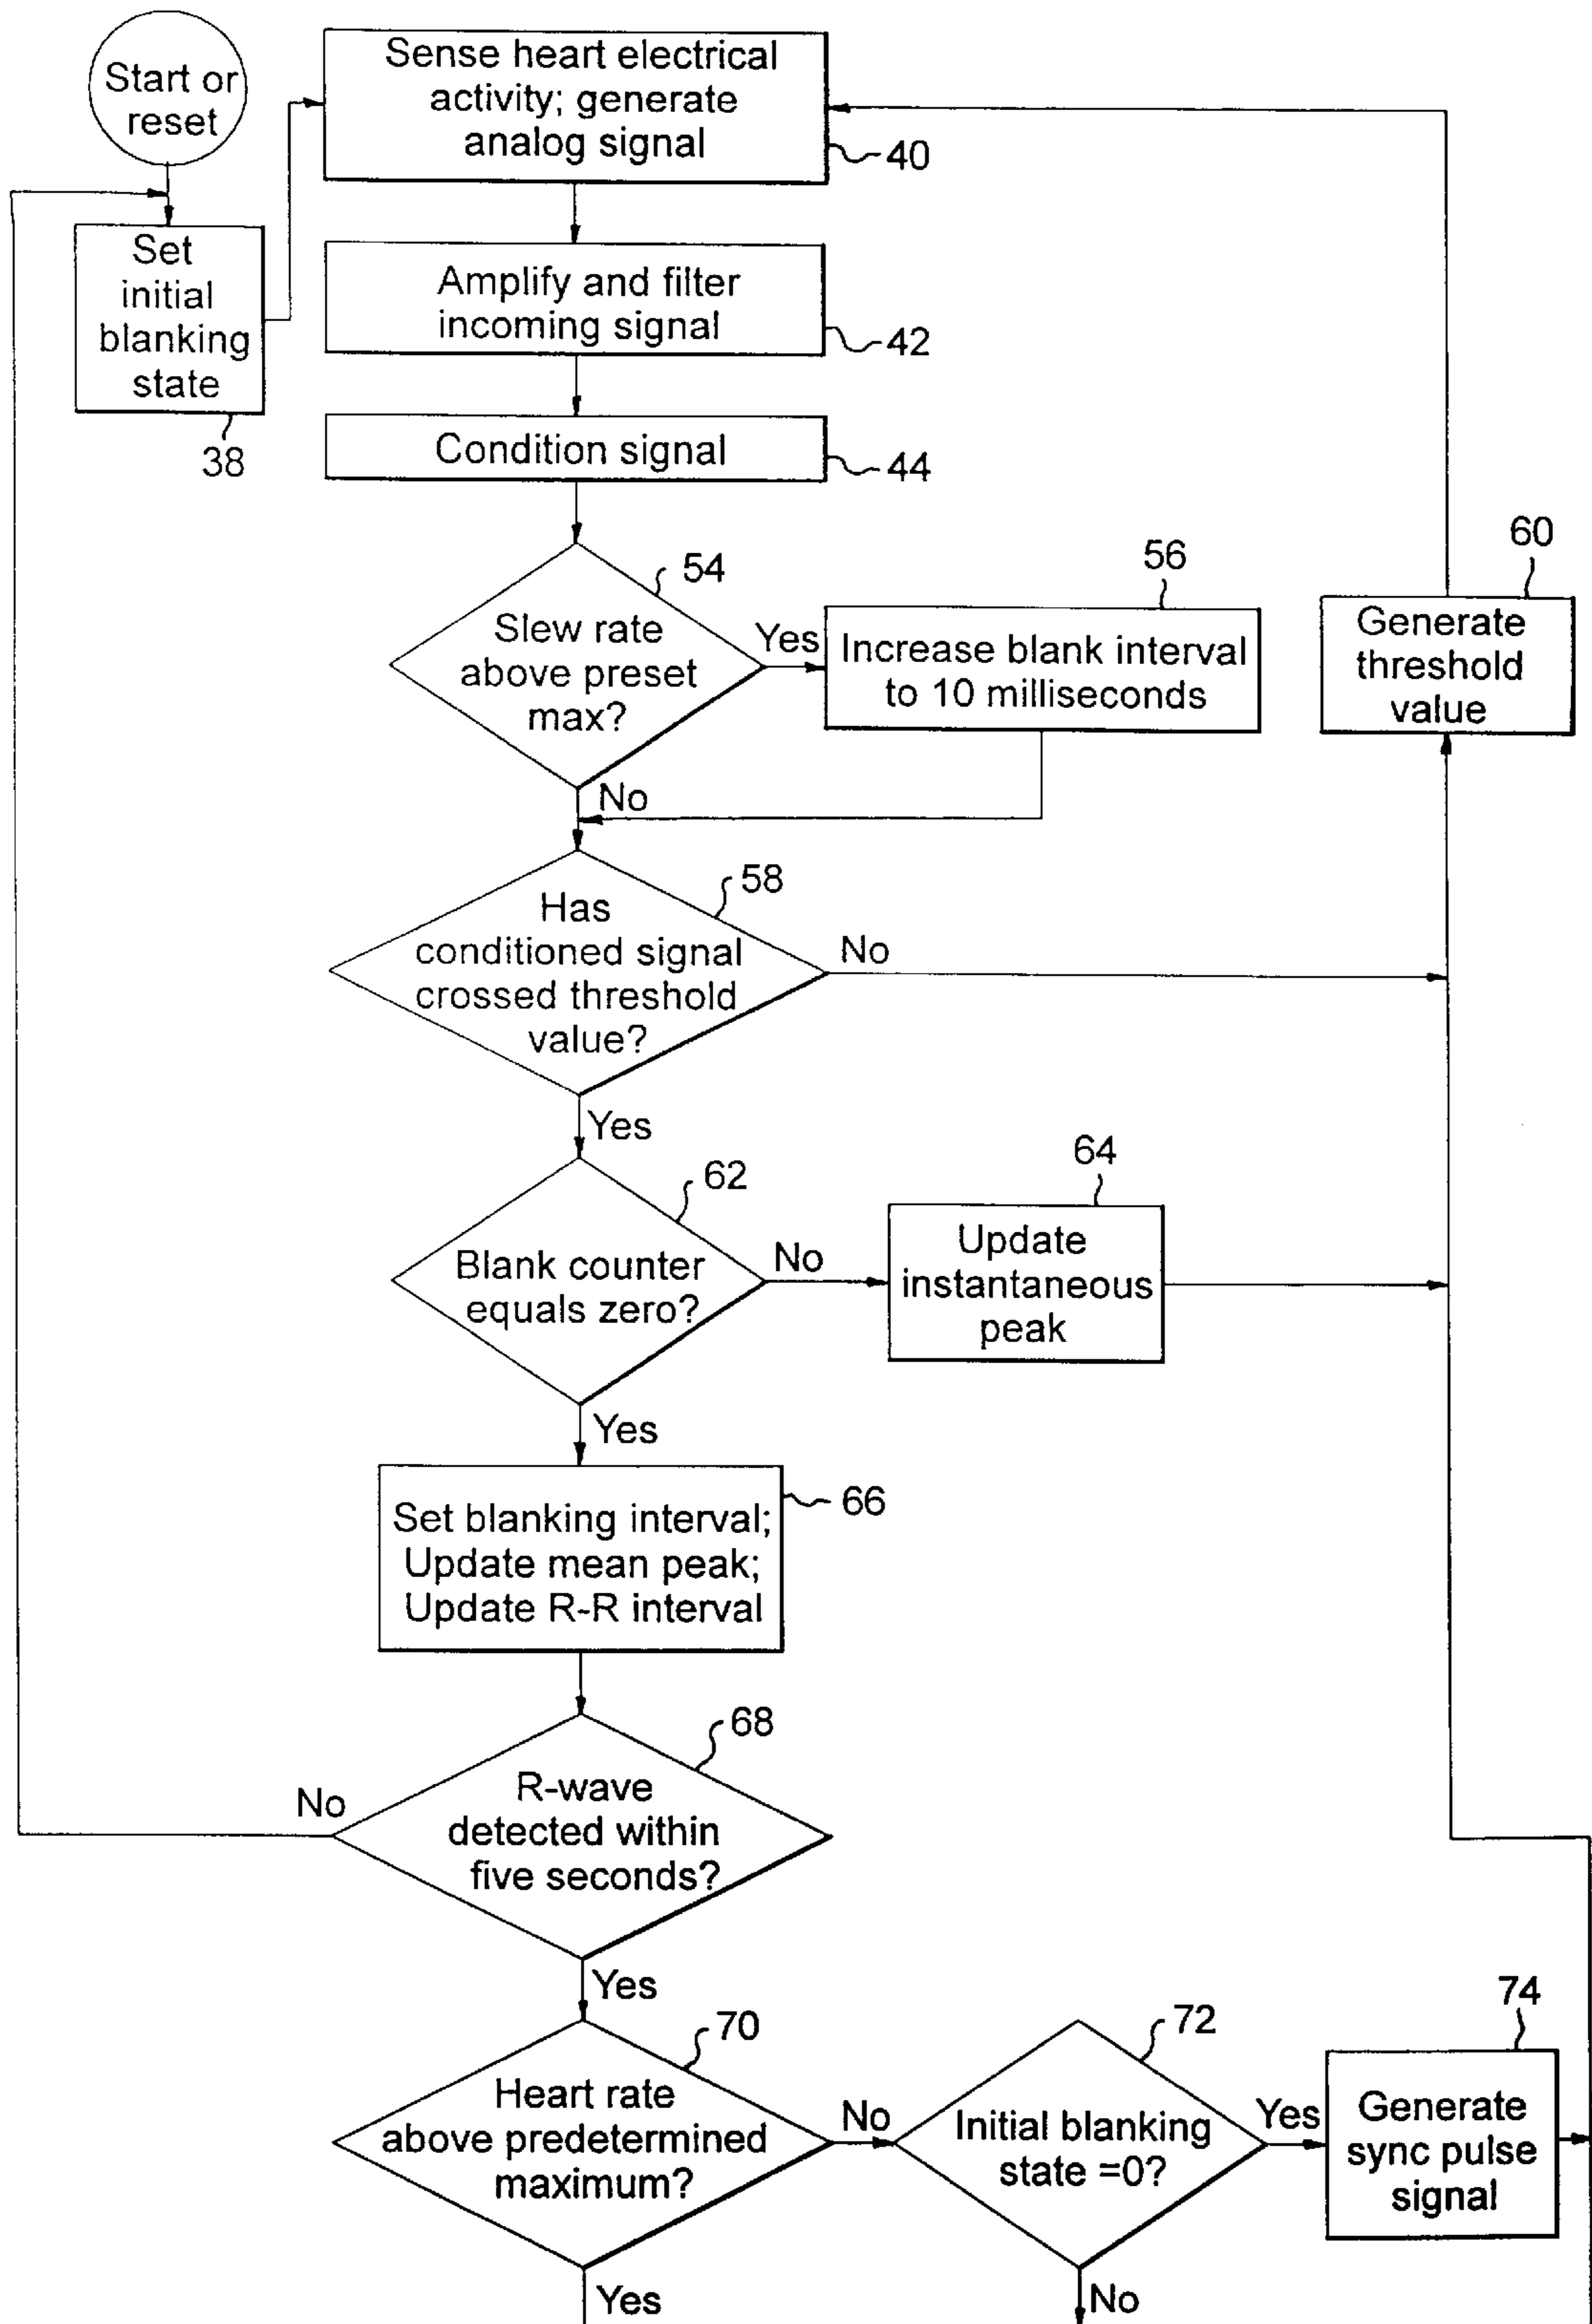 Start or
reset
Sense heart electrical
activity; generate
analog signal
40
Set
initial
blanking
state
38
Amplify and filter
incoming signal
42
Condition signal
44
54
Slew rate
above preset
max?
Yes
56
Increase blank interval
to 10 milliseconds
60
Generate
threshold
value
No
58
Has
conditioned signal
crossed threshold
value?
No
Yes
62
Blank counter
equals zero?
No
64
Update
instantaneous
peak
Yes
66
Set blanking interval;
Update mean peak;
Update R-R interval
68
R-wave
detected within
five seconds?
No
Yes
70
Heart rate
above predetermined
maximum?
No
72
Initial blanking
state =0?
Yes
74
Generate
sync pulse
signal
Yes
No